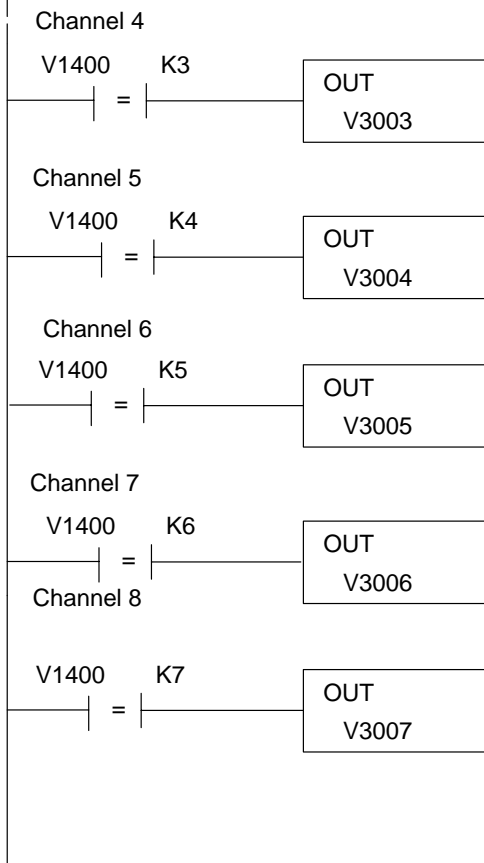 Channel 4
V1400 K3
=
OUT
V3003
Channel 5
V1400 K4
=
OUT
V3004
Channel 6
V1400 K5
=
OUT
V3005
Channel 7
V1400 K6
=
OUT
V3006
Channel 8
V1400 K7
=
OUT
V3007